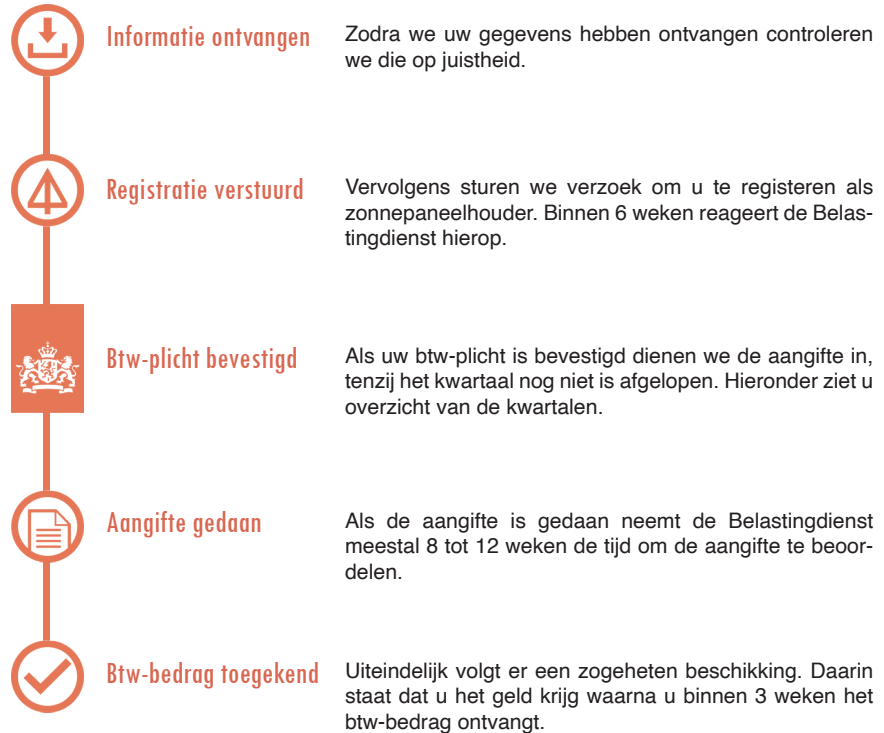 Informatie ontvangen
Zodra we uw gegevens hebben ontvangen controleren
we die op juistheid.
Registratie verstuurd
Vervolgens sturen we verzoek om u te registeren als
zonnepaneelhouder. Binnen 6 weken reageert de Belas-
tingdienst hierop.
Btw-plicht bevestigd
Als uw btw-plicht is bevestigd dienen we de aangifte in,
tenzij het kwartaal nog niet is afgelopen. Hieronder ziet u
overzicht van de kwartalen.
Aangifte gedaan
Als de aangifte is gedaan neemt de Belastingdienst
meestal 8 tot 12 weken de tijd om de aangifte te beoor-
delen.
Btw-bedrag toegekend
Uiteindelijk volgt er een zogeheten beschikking. Daarin
staat dat u het geld krijg waarna u binnen 3 weken het
btw-bedrag ontvangt.